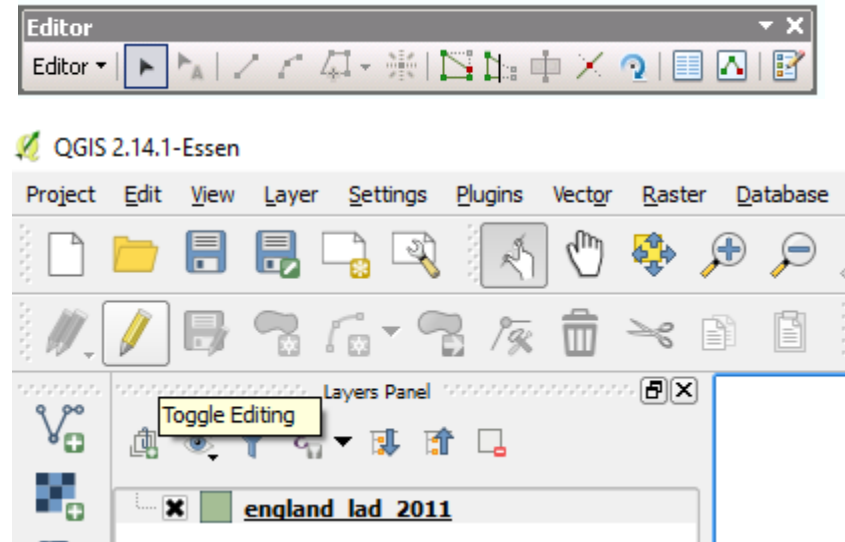 Editor
Editor
A
QGIS 2.14.1-Essen
Project Edit View Layer Settings Plugins Vector Raster Database
Layers Panel
Toggle Editing
england_lad_2011